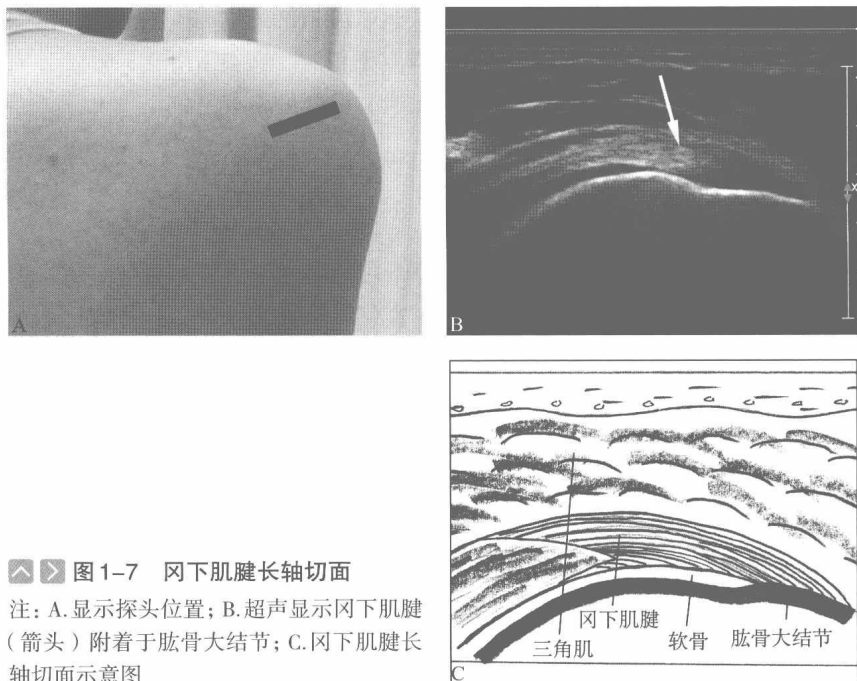 A
B
冈下肌腱
三角肌
软骨
肱骨大结节
C
图1-7 冈下肌腱长轴切面
注：A.显示探头位置；B.超声显示冈下肌腱
（箭头）附着于肱骨大结节；C.冈下肌腱长
轴切面示意图